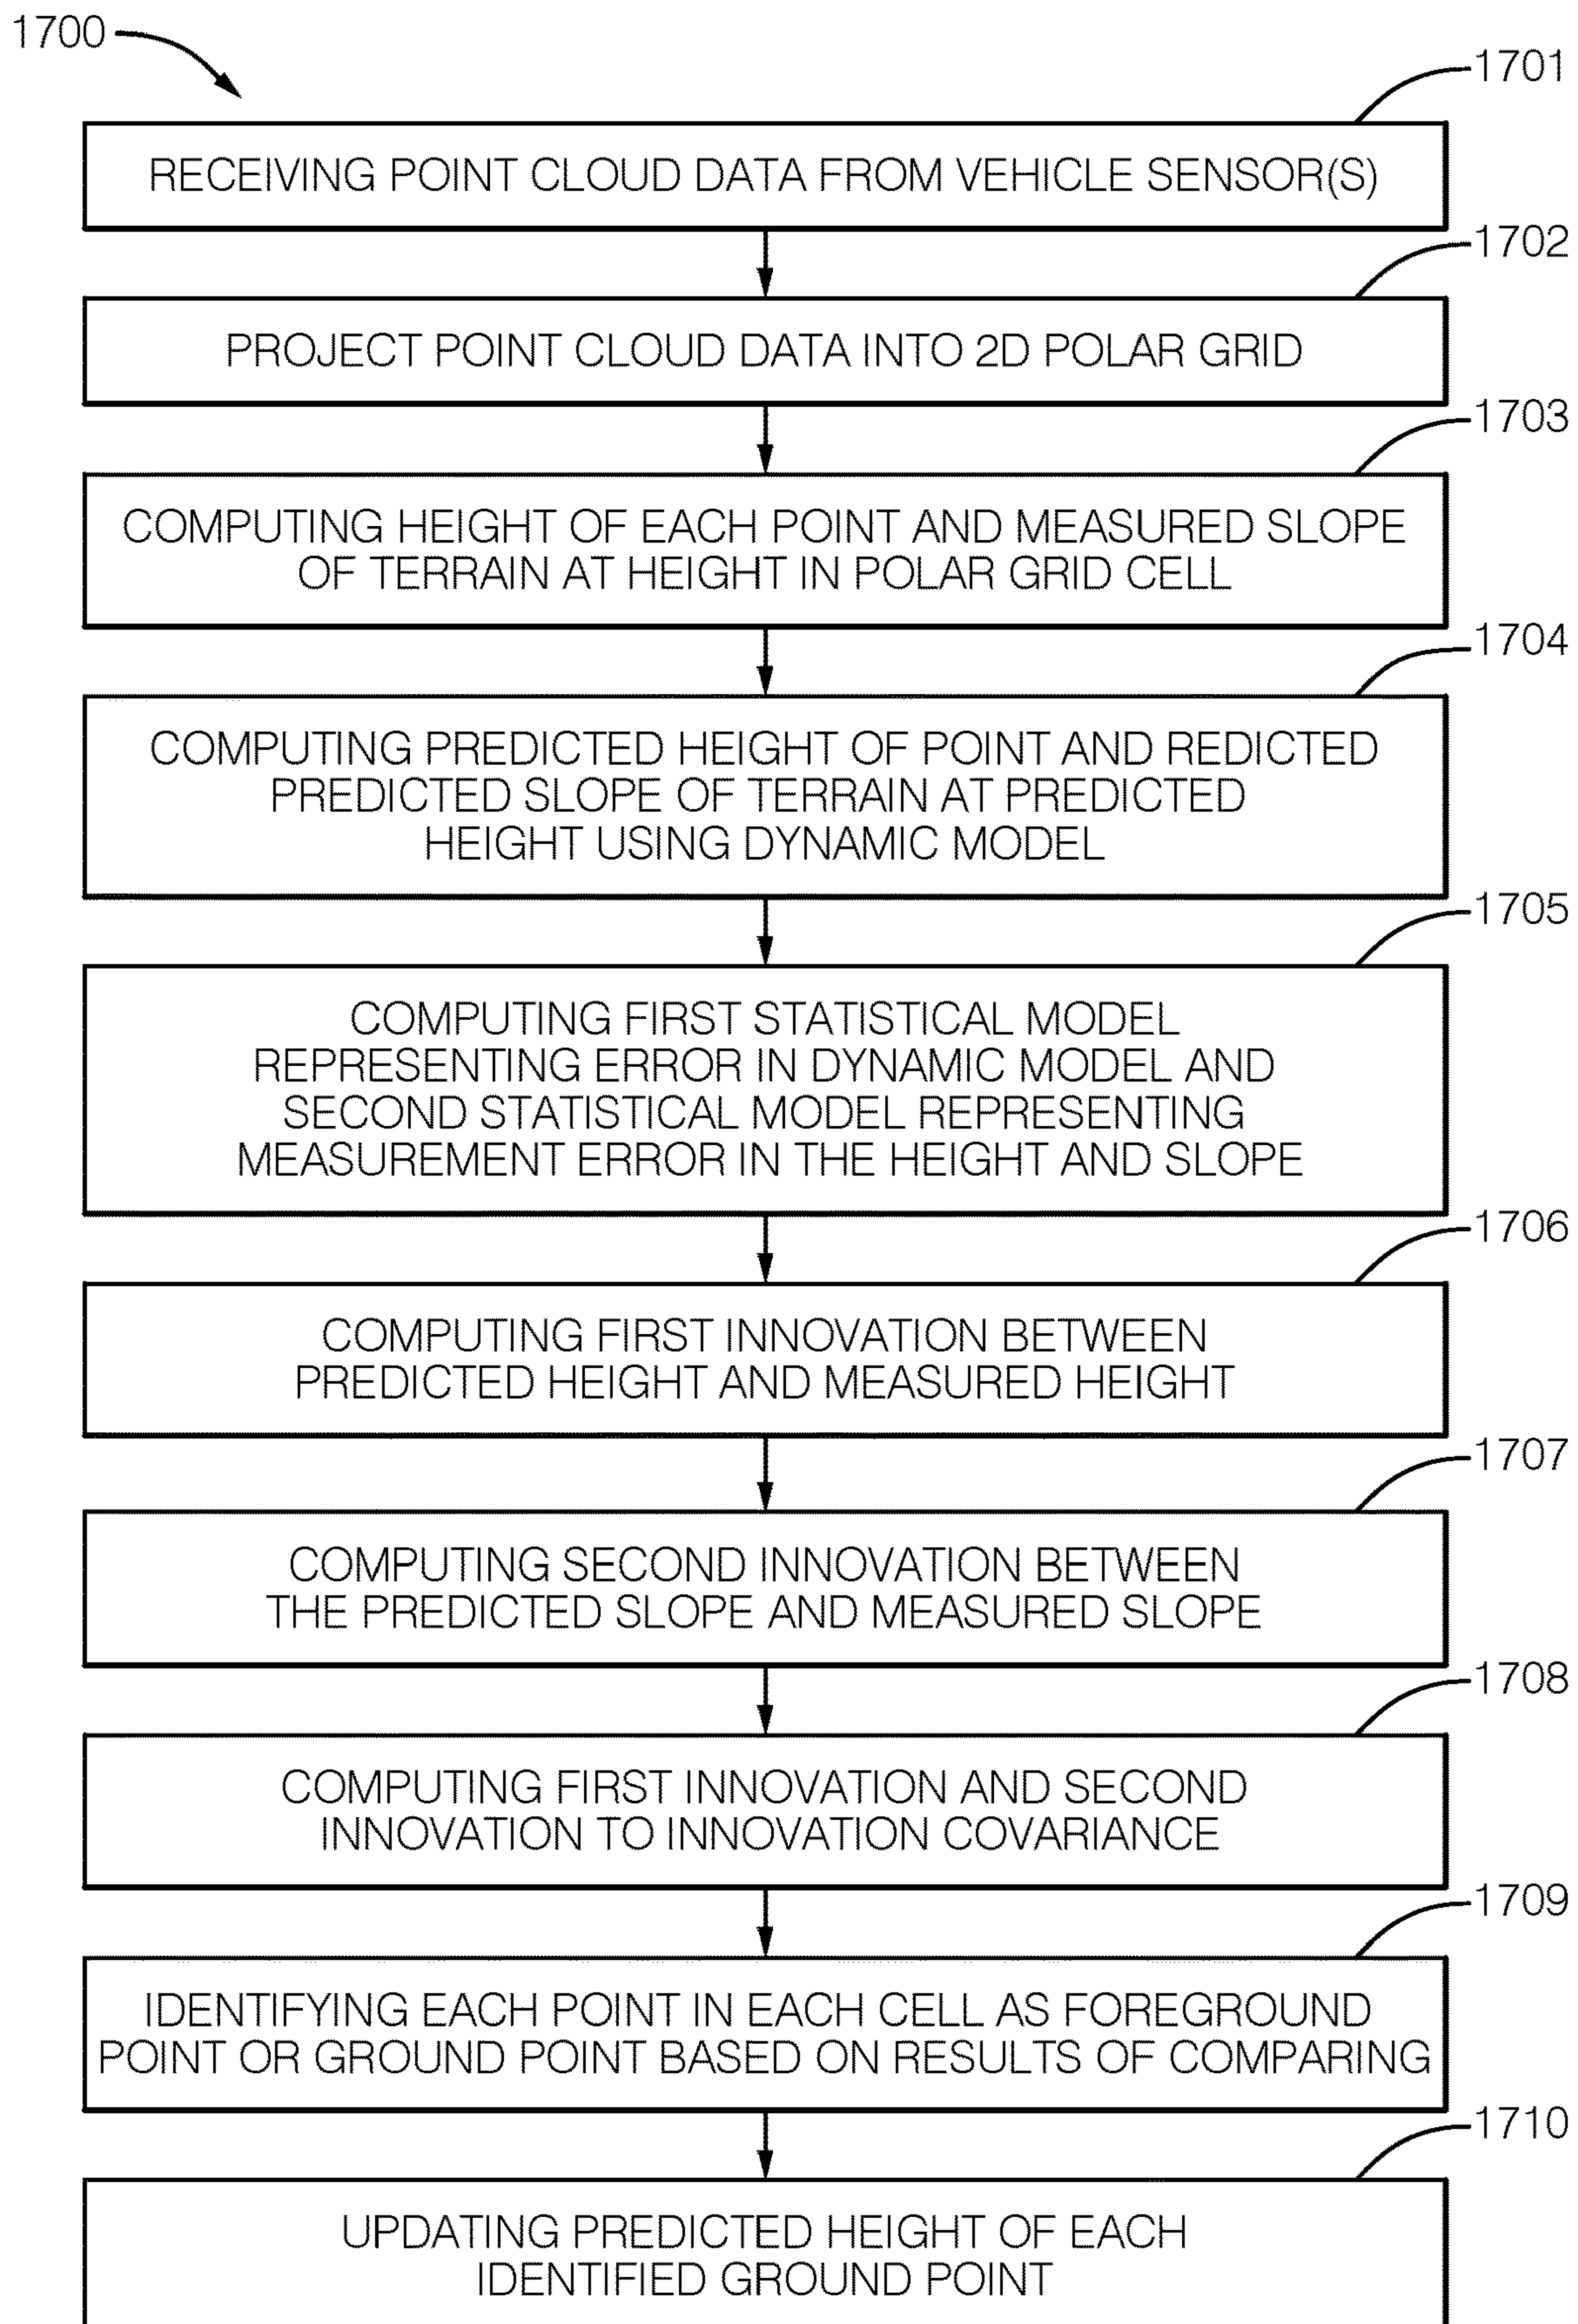 1700
1701
RECEIVING POINT CLOUD DATA FROM VEHICLE SENSOR(S)
1702
PROJECT POINT CLOUD DATA INTO 2D POLAR GRID
1703
COMPUTING HEIGHT OF EACH POINT AND MEASURED SLOPE
OF TERRAIN AT HEIGHT IN POLAR GRID CELL
1704
COMPUTING PREDICTED HEIGHT OF POINT AND REDICTED
PREDICTED SLOPE OF TERRAIN AT PREDICTED
HEIGHT USING DYNAMIC MODEL
1705
COMPUTING FIRST STATISTICAL MODEL
REPRESENTING ERROR IN DYNAMIC MODEL AND
SECOND STATISTICAL MODEL REPRESENTING
MEASUREMENT ERROR IN THE HEIGHT AND SLOPE
1706
COMPUTING FIRST INNOVATION BETWEEN
PREDICTED HEIGHT AND MEASURED HEIGHT
1707
COMPUTING SECOND INNOVATION BETWEEN
THE PREDICTED SLOPE AND MEASURED SLOPE
1708
COMPUTING FIRST INNOVATION AND SECOND
INNOVATION TO INNOVATION COVARIANCE
1709
IDENTIFYING EACH POINT IN EACH CELL AS FOREGROUND
POINT OR GROUND POINT BASED ON RESULTS OF COMPARING
1710
UPDATING PREDICTED HEIGHT OF EACH
IDENTIFIED GROUND POINT